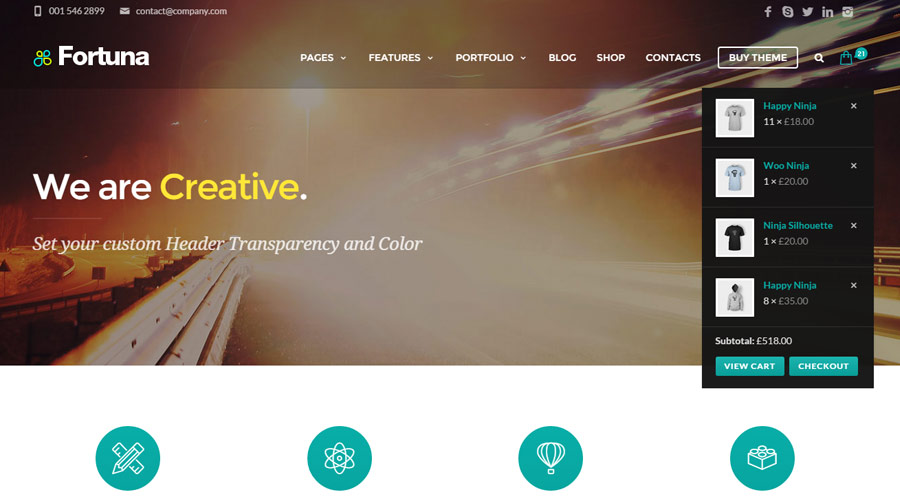 001 546 2899 contact@company.com
Fortuna
PAGES FEATURES PORTFOLIO BLOG SHOP CONTACTS BUY THEME 21
Happy Ninja ×
11 × £18.00
Woo Ninja ×
1 × £20.00
Ninja Silhouette ×
1 × £20.00
Happy Ninja ×
8 × £35.00
Subtotal: £518.00
VIEW CART CHECKOUT
We are Creative.
Set your custom Header Transparency and Color